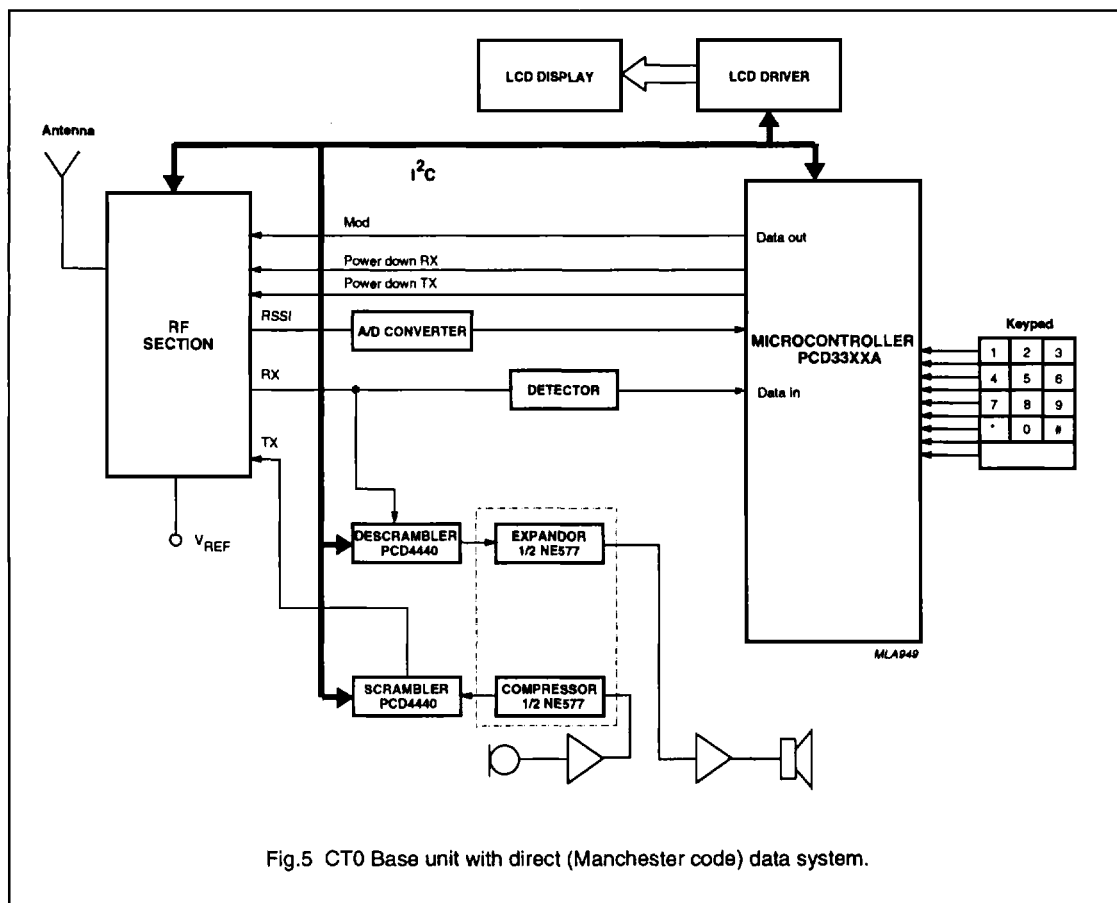 LCD DISPLAY
LCD DRIVER
Antenna
I²C
Mod
Data out
Power down RX
Power down TX
RF
SECTION
RSSI
A/D CONVERTER
MICROCONTROLLER
PCD33XXA
Keypad
1 2 3
4 5 6
7 8 9
* 0 #
RX
DETECTOR
Data in
TX
VREF
DESCRAMBLER
PCD4440
EXPANDOR
1/2 NE577
MLA949
SCRAMBLER
PCD4440
COMPRESSOR
1/2 NE577
Fig.5 CT0 Base unit with direct (Manchester code) data system.